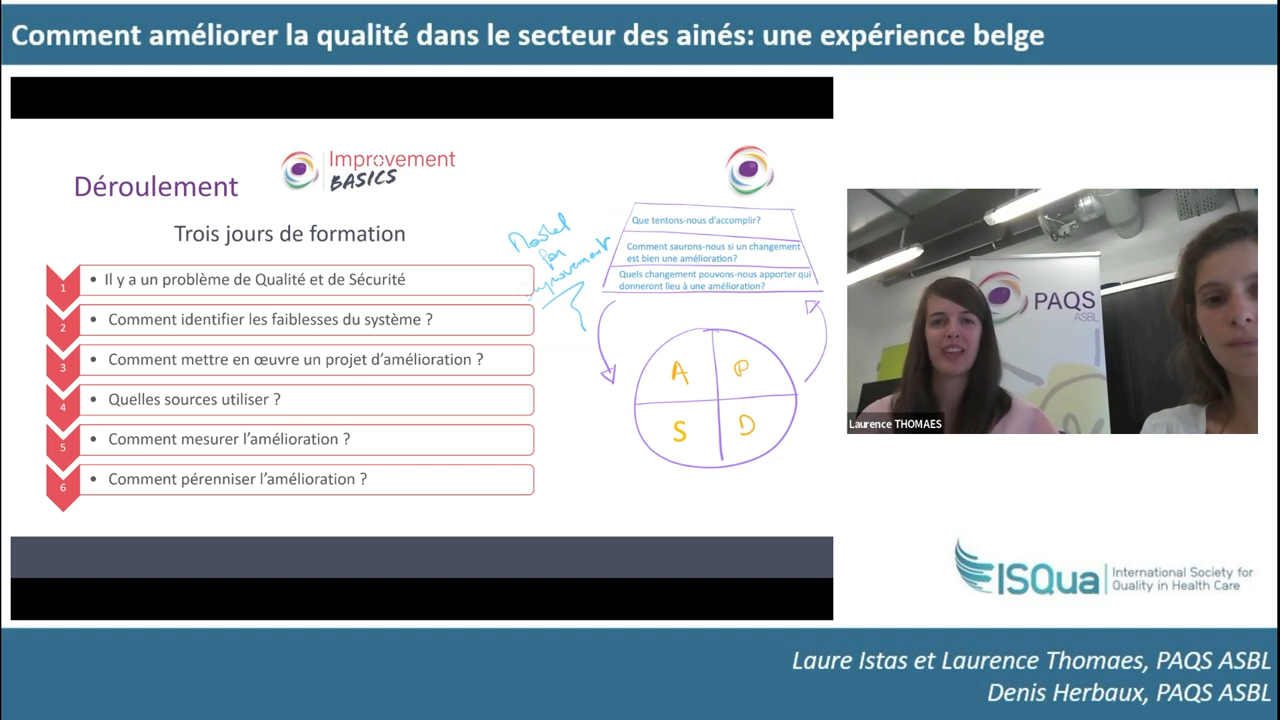 Comment améliorer la qualité dans le secteur des ainés: une expérience belge
Improvement
BASICS
Déroulement
Trois jours de formation
1
• Il y a un problème de Qualité et de Sécurité
2
• Comment identifier les faiblesses du système ?
3
• Comment mettre en œuvre un projet d'amélioration ?
4
• Quelles sources utiliser ?
5
• Comment mesurer l'amélioration ?
6
• Comment pérenniser l'amélioration ?
Model
for
improvement
Que tentons-nous d'accomplir?
Comment saurons-nous si un changement
est bien une amélioration?
Quels changement pouvons-nous apporter qui
donneront lieu à une amélioration?
A P
S D
PAQS
ASBL
Laurence THOMAES
ISQua
International Society for
Quality in Health Care
Laure Istas et Laurence Thomaes, PAQS ASBL
Denis Herbaux, PAQS ASBL